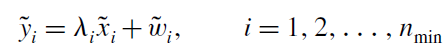 ỹᵢ = λᵢx̃ᵢ + w̃ᵢ, i = 1, 2, . . . , n_min